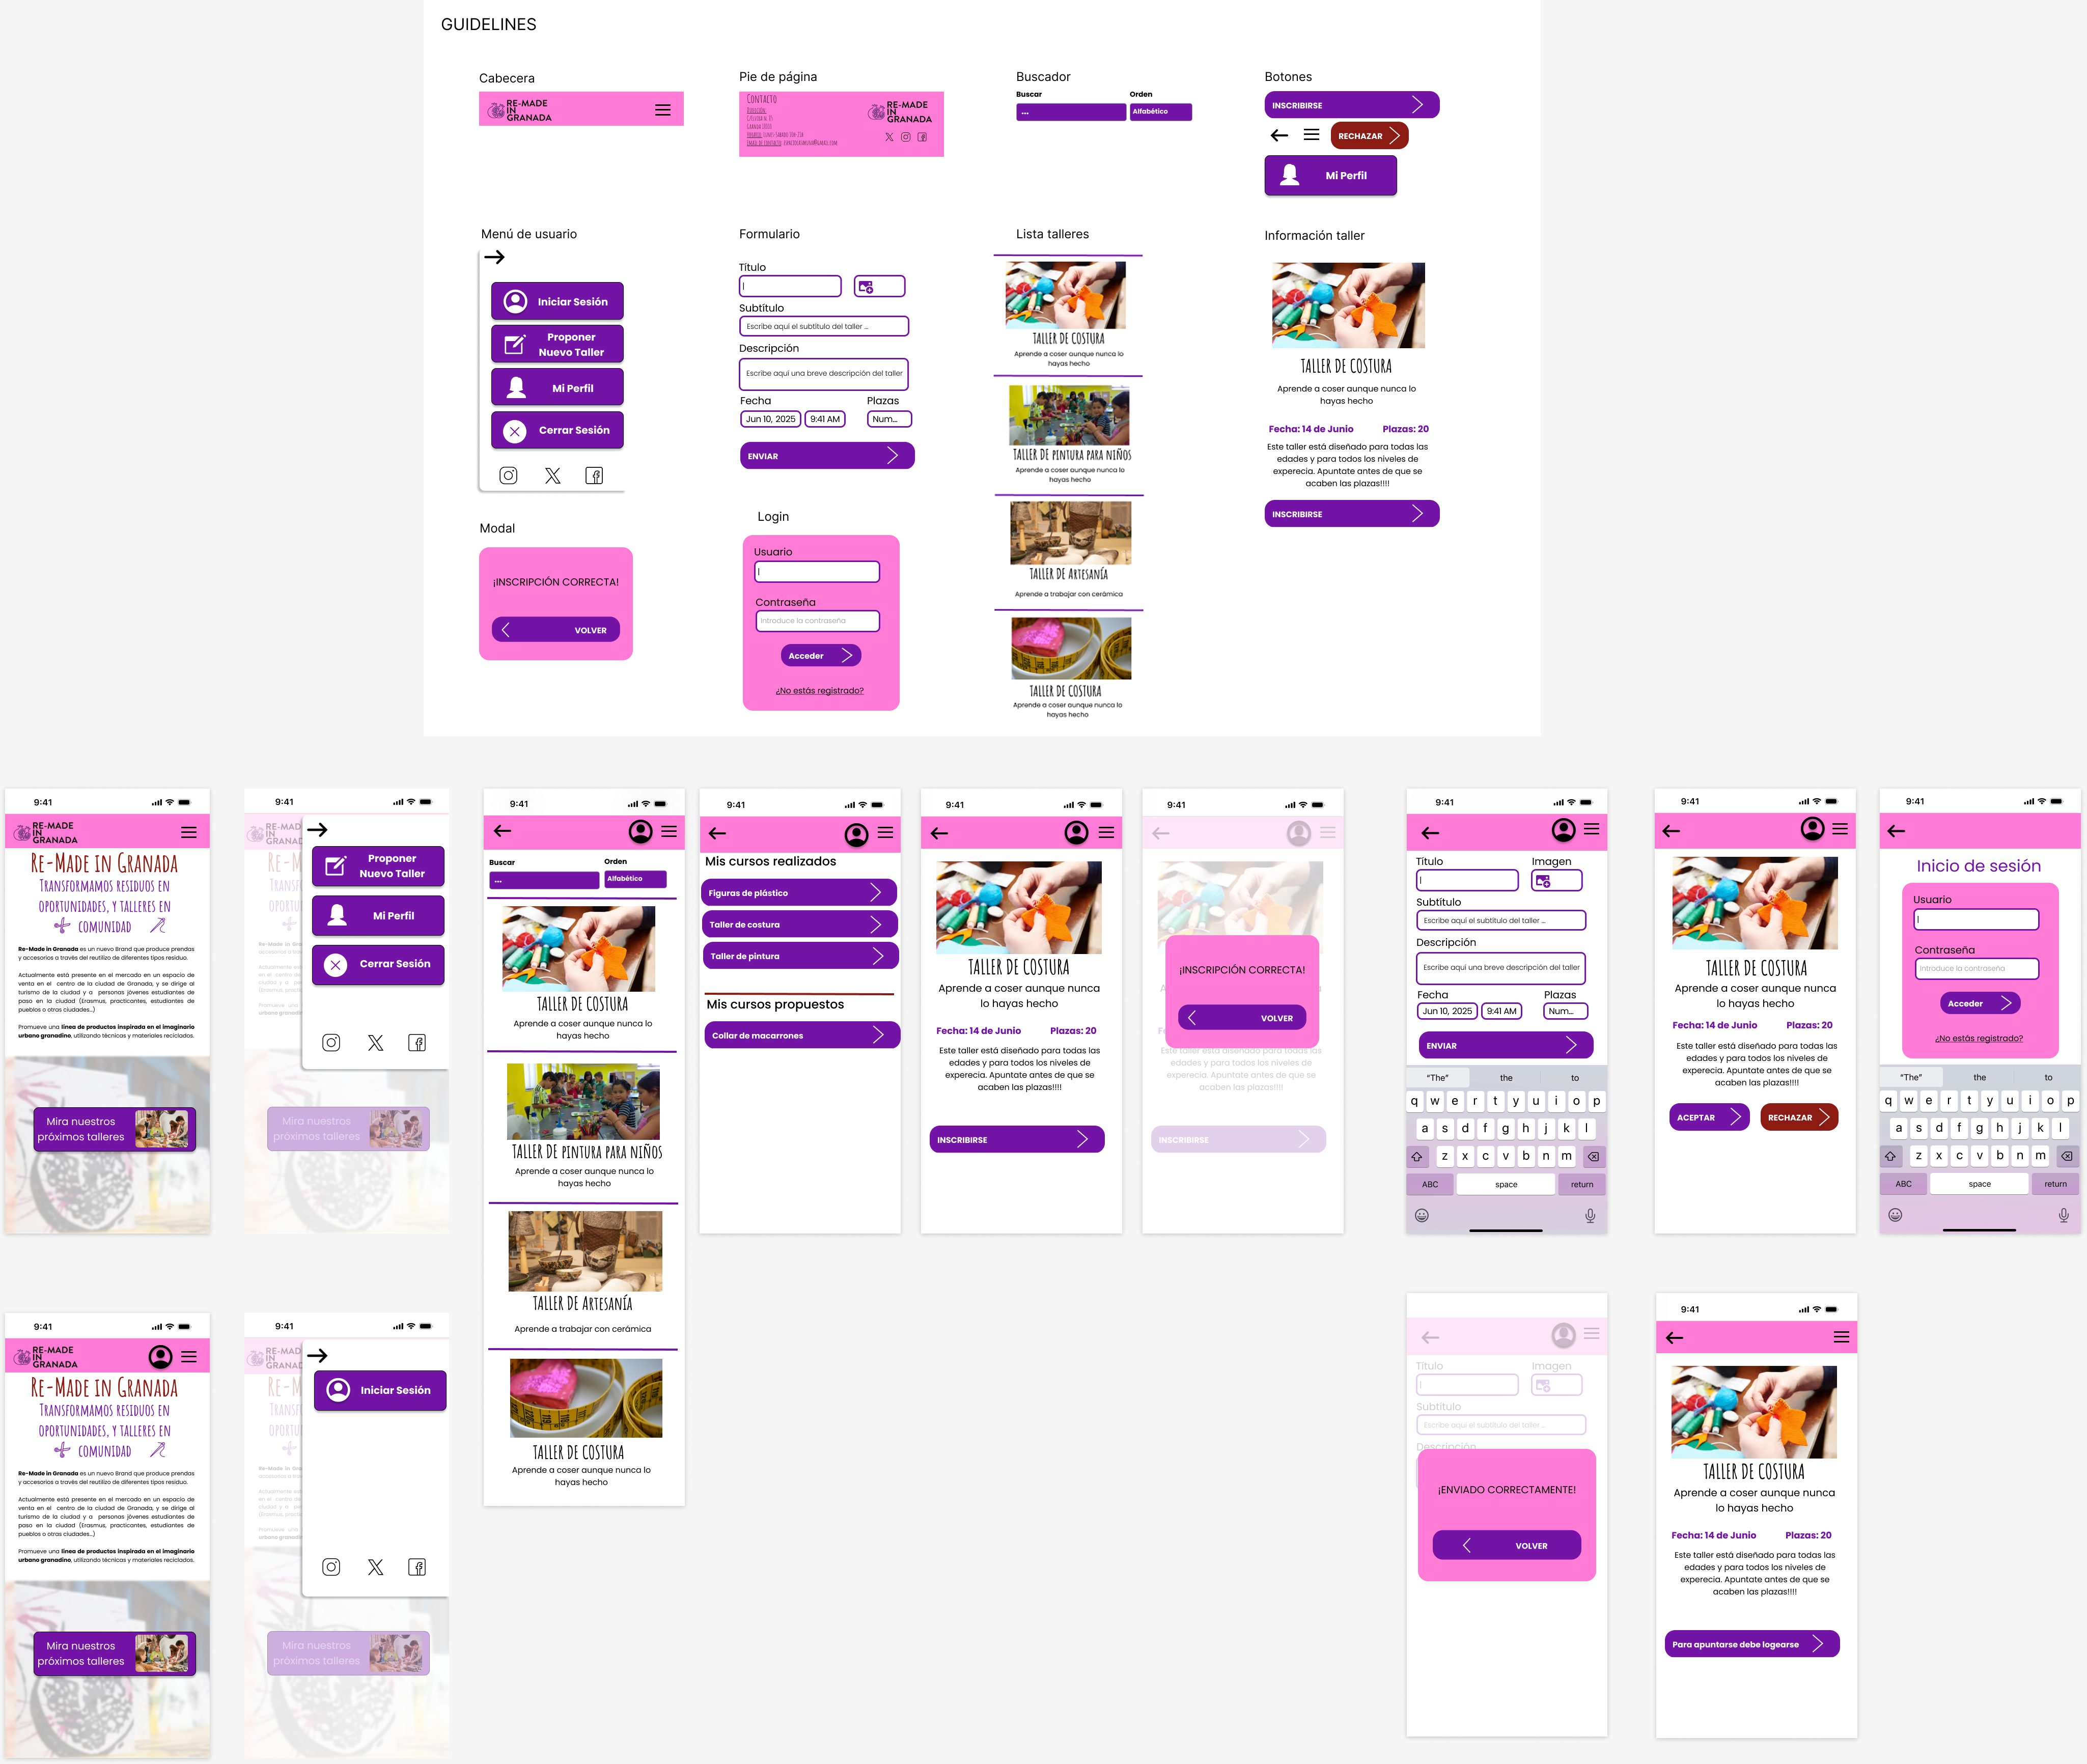 GUIDELINES
Cabecera
RE-MADE
IN
GRANADA
Pie de página
Contacto
Dirección:
Granada 18010
Horario: Lunes-Sábado 10h-21h
Email de contacto:
RE-MADE
IN
GRANADA
Buscador
Buscar
Orden
...
Alfabético
Botones
INSCRIBIRSE
RECHAZAR
Mi Perfil
Menú de usuario
Iniciar Sesión
Proponer
Nuevo Taller
Mi Perfil
Cerrar Sesión
Formulario
Título
Subtítulo
Escribe aquí el subtítulo del taller ...
Descripción
Escribe aquí una breve descripción del taller
Fecha
Plazas
Jun 10, 2025
9:41 AM
Num...
ENVIAR
Lista talleres
TALLER DE COSTURA
Aprende a coser aunque nunca lo
hayas hecho
TALLER DE PINTURA PARA NIÑOS
Aprende a coser aunque nunca lo
hayas hecho
TALLER DE Artesanía
Aprende a trabajar con cerámica
TALLER DE COSTURA
Aprende a coser aunque nunca lo
hayas hecho
Información taller
TALLER DE COSTURA
Aprende a coser aunque nunca lo
hayas hecho
Fecha: 14 de Junio
Plazas: 20
Este taller está diseñado para todas las
edades y para todos los niveles de
experecia. Apuntate antes de que se
acaben las plazas!!!!
INSCRIBIRSE
Modal
¡INSCRIPCIÓN CORRECTA!
VOLVER
Login
Usuario
Contraseña
Introduce la contraseña
Acceder
¿No estás registrado?
9:41
RE-MADE
IN
GRANADA
Re-Made in Granada
Transformamos residuos en
oportunidades, y talleres en
comunidad
Re-Made in Granada es un nuevo Brand que produce prendas
y accesorios a través del reutilizo de diferentes tipos residuo.
Actualmente está presente en el mercado en un espacio de
venta en el centro de la ciudad de Granada, y se dirige al
turismo de la ciudad y a personas jóvenes estudiantes de
paso en la ciudad (Erasmus, practicantes, estudiantes de
pueblos o otras ciudades...)
Promueve una línea de productos inspirada en el imaginario
urbano granadino, utilizando técnicas y materiales reciclados.
Mira nuestros
próximos talleres
9:41
RE-MAD
IN
GRANAD
Proponer
Nuevo Taller
Mi Perfil
Cerrar Sesión
Mira nuestros
próximos talleres
9:41
Buscar
Orden
...
Alfabético
TALLER DE COSTURA
Aprende a coser aunque nunca lo
hayas hecho
TALLER DE PINTURA PARA NIÑOS
Aprende a coser aunque nunca lo
hayas hecho
TALLER DE Artesanía
Aprende a trabajar con cerámica
TALLER DE COSTURA
Aprende a coser aunque nunca lo
hayas hecho
9:41
Mis cursos realizados
Figuras de plástico
Taller de costura
Taller de pintura
Mis cursos propuestos
Collar de macarrones
9:41
TALLER DE COSTURA
Aprende a coser aunque nunca
lo hayas hecho
Fecha: 14 de Junio
Plazas: 20
Este taller está diseñado para todas las
edades y para todos los niveles de
experecia. Apuntate antes de que se
acaben las plazas!!!!
INSCRIBIRSE
9:41
¡INSCRIPCIÓN CORRECTA!
VOLVER
Este taller está diseñado para todas las
edades y para todos los niveles de
experecia. Apuntate antes de que se
acaben las plazas!!!!
INSCRIBIRSE
9:41
Título
Imagen
Subtítulo
Escribe aquí el subtítulo del taller ...
Descripción
Escribe aquí una breve descripción del taller
Fecha
Plazas
Jun 10, 2025
9:41 AM
Num...
ENVIAR
"The"
the
to
q w e r t y u i o p
a s d f g h j k l
z x c v b n m
ABC
space
return
9:41
TALLER DE COSTURA
Aprende a coser aunque nunca
lo hayas hecho
Fecha: 14 de Junio
Plazas: 20
Este taller está diseñado para todas las
edades y para todos los niveles de
experecia. Apuntate antes de que se
acaben las plazas!!!!
ACEPTAR
RECHAZAR
9:41
Inicio de sesión
Usuario
Contraseña
Introduce la contraseña
Acceder
¿No estás registrado?
"The"
the
to
q w e r t y u i o p
a s d f g h j k l
z x c v b n m
ABC
space
return
9:41
RE-MADE
IN
GRANADA
Re-Made in Granada
Transformamos residuos en
oportunidades, y talleres en
comunidad
Re-Made in Granada es un nuevo Brand que produce prendas
y accesorios a través del reutilizo de diferentes tipos residuo.
Actualmente está presente en el mercado en un espacio de
venta en el centro de la ciudad de Granada, y se dirige al
turismo de la ciudad y a personas jóvenes estudiantes de
paso en la ciudad (Erasmus, practicantes, estudiantes de
pueblos o otras ciudades...)
Promueve una línea de productos inspirada en el imaginario
urbano granadino, utilizando técnicas y materiales reciclados.
Mira nuestros
próximos talleres
9:41
RE-MAD
IN
GRANAD
Iniciar Sesión
Mira nuestros
próximos talleres
Título
Imagen
Subtítulo
Escribe aquí el subtítulo del taller ...
Descripción
¡ENVIADO CORRECTAMENTE!
VOLVER
9:41
TALLER DE COSTURA
Aprende a coser aunque nunca
lo hayas hecho
Fecha: 14 de Junio
Plazas: 20
Este taller está diseñado para todas las
edades y para todos los niveles de
experecia. Apuntate antes de que se
acaben las plazas!!!!
Para apuntarse debe logearse